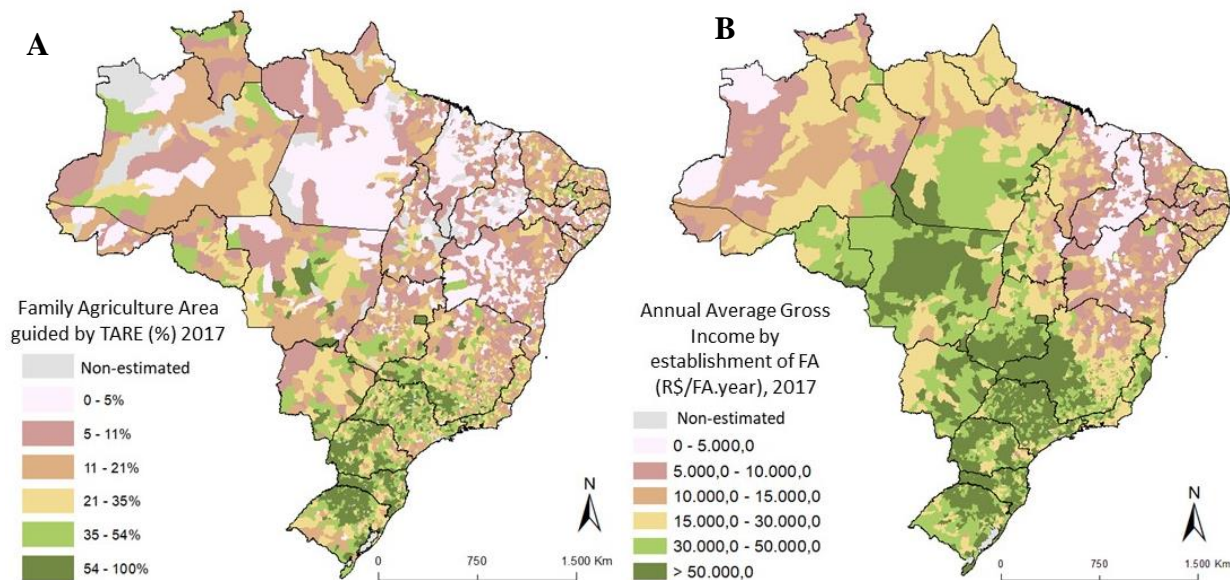 A
Family Agriculture Area
guided by TARE (%) 2017
Non-estimated
0 - 5%
5 - 11%
11 - 21%
21 - 35%
35 - 54%
54 - 100%
N
0 750 1.500 Km
B
Annual Average Gross
Income by
establishment of FA
(R$/FA.year), 2017
Non-estimated
0 - 5.000,0
5.000,0 - 10.000,0
10.000,0 - 15.000,0
15.000,0 - 30.000,0
30.000,0 - 50.000,0
> 50.000,0
N
0 750 1.500 Km